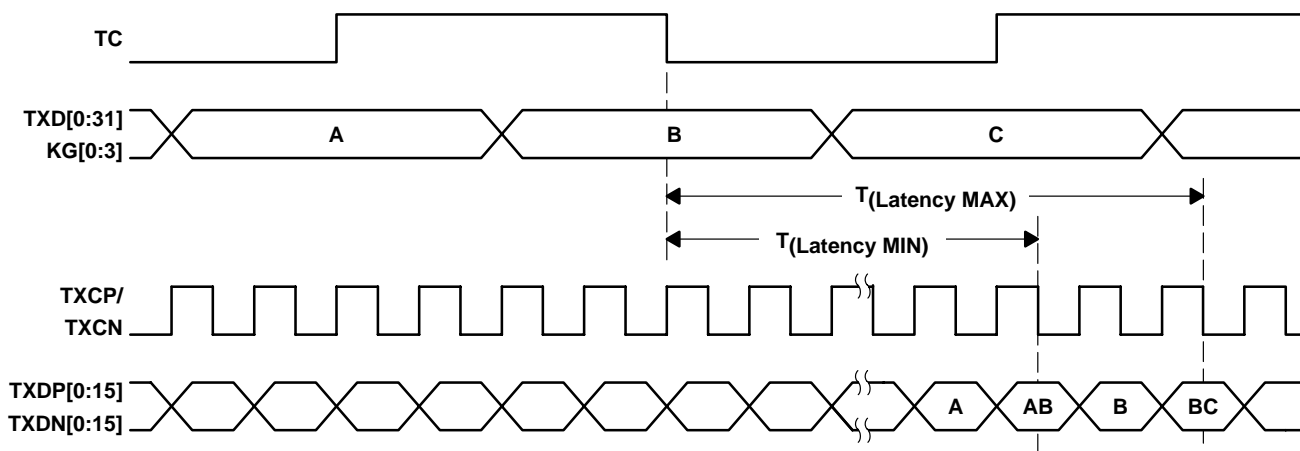 TC
TXD[0:31]
KG[0:3]
A
B
C
T(Latency MAX)
T(Latency MIN)
TXCP/
TXCN
TXDP[0:15]
TXDN[0:15]
A
AB
B
BC